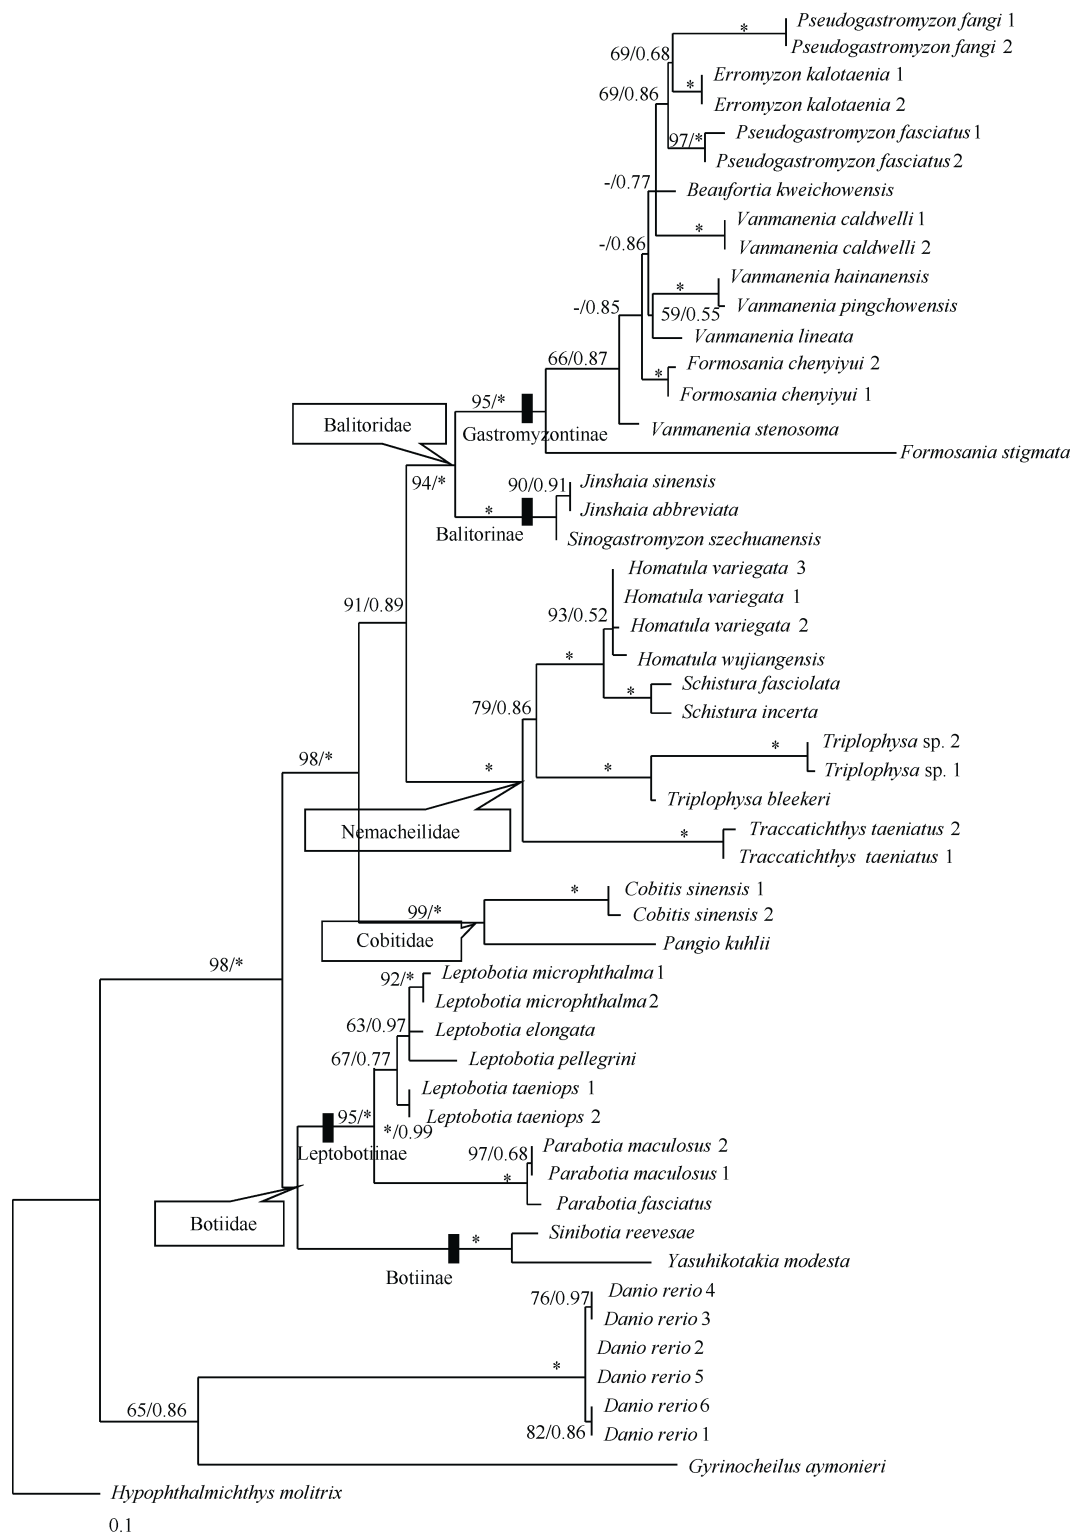 Pseudogastromyzon fangi 1
*
Pseudogastromyzon fangi 2
69/0.68
Erromyzon kalotaenia 1
*
69/0.86
Erromyzon kalotaenia 2
Pseudogastromyzon fasciatus 1
97/*
Pseudogastromyzon fasciatus 2
-/0.77
Beaufortia kweichowensis
Vanmanenia caldwelli 1
*
-/0.86
Vanmanenia caldwelli 2
Vanmanenia hainanensis
*
-/0.85
Vanmanenia pingchowensis
59/0.55
Vanmanenia lineata
66/0.87
Formosania chenyiyui 2
*
Formosania chenyiyui 1
95/*
Balitoridae
Vanmanenia stenosoma
Gastromyzontinae
Formosania stigmata
94/*
Jinshaia sinensis
90/0.91
*
Jinshaia abbreviata
Balitorinae
Sinogastromyzon szechuanensis
Homatula variegata 3
Homatula variegata 1
91/0.89
93/0.52
Homatula variegata 2
*
Homatula wujiangensis
Schistura fasciolata
*
79/0.86
Schistura incerta
Triplophysa sp. 2
*
98/*
*
*
Triplophysa sp. 1
Triplophysa bleekeri
Nemacheilidae
Traccatichthys taeniatus 2
*
Traccatichthys taeniatus 1
Cobitis sinensis 1
*
99/*
Cobitis sinensis 2
Cobitidae
Pangio kuhlii
98/*
Leptobotia microphthalma 1
92/*
Leptobotia microphthalma 2
63/0.97
Leptobotia elongata
67/0.77
Leptobotia pellegrini
Leptobotia taeniops 1
95/*
Leptobotia taeniops 2
*/0.99
Leptobotiinae
Parabotia maculosus 2
97/0.68
Parabotia maculosus 1
*
Parabotia fasciatus
Botiidae
Sinibotia reevesae
*
Yasuhikotakia modesta
Botiinae
Danio rerio 4
76/0.97
Danio rerio 3
Danio rerio 2
*
Danio rerio 5
65/0.86
Danio rerio 6
82/0.86
Danio rerio 1
Gyrinocheilus aymonieri
Hypophthalmichthys molitrix
0.1